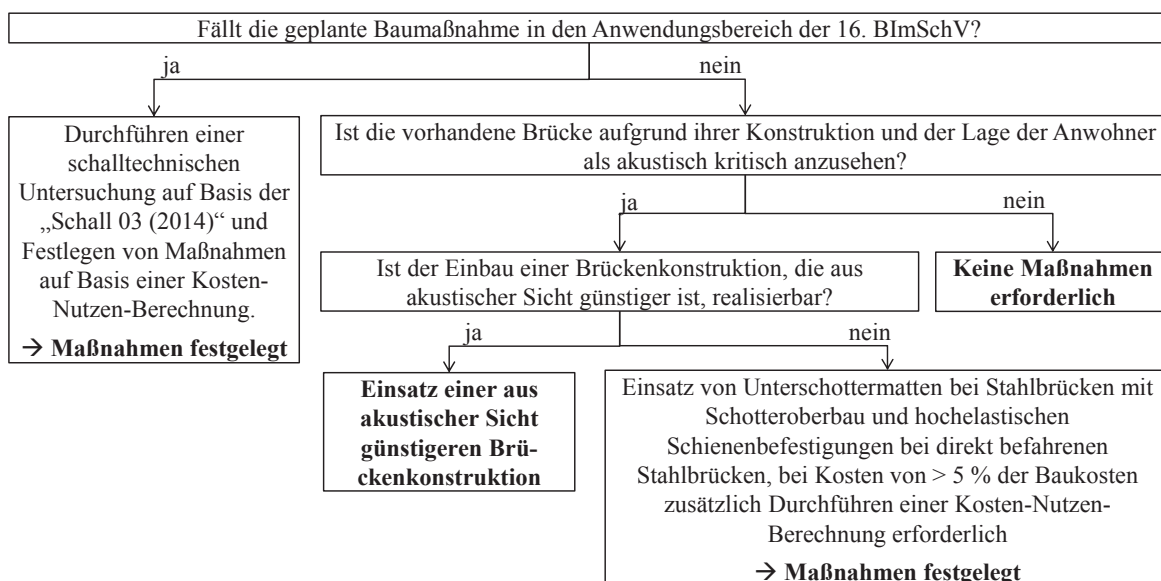 Fällt die geplante Baumaßnahme in den Anwendungsbereich der 16. BImSchV?
ja
nein
Durchführen einer
schalltechnischen
Untersuchung auf Basis der
„Schall 03 (2014)“ und
Festlegen von Maßnahmen
auf Basis einer Kosten-
Nutzen-Berechnung.
→ Maßnahmen festgelegt
Ist die vorhandene Brücke aufgrund ihrer Konstruktion und der Lage der Anwohner
als akustisch kritisch anzusehen?
ja
nein
Ist der Einbau einer Brückenkonstruktion, die aus
akustischer Sicht günstiger ist, realisierbar?
Keine Maßnahmen
erforderlich
ja
nein
Einsatz einer aus
akustischer Sicht
günstigeren Brü-
ckenkonstruktion
Einsatz von Unterschottermatten bei Stahlbrücken mit
Schotteroberbau und hochelastischen
Schienenbefestigungen bei direkt befahrenen
Stahlbrücken, bei Kosten von > 5 % der Baukosten
zusätzlich Durchführen einer Kosten-Nutzen-
Berechnung erforderlich
→ Maßnahmen festgelegt